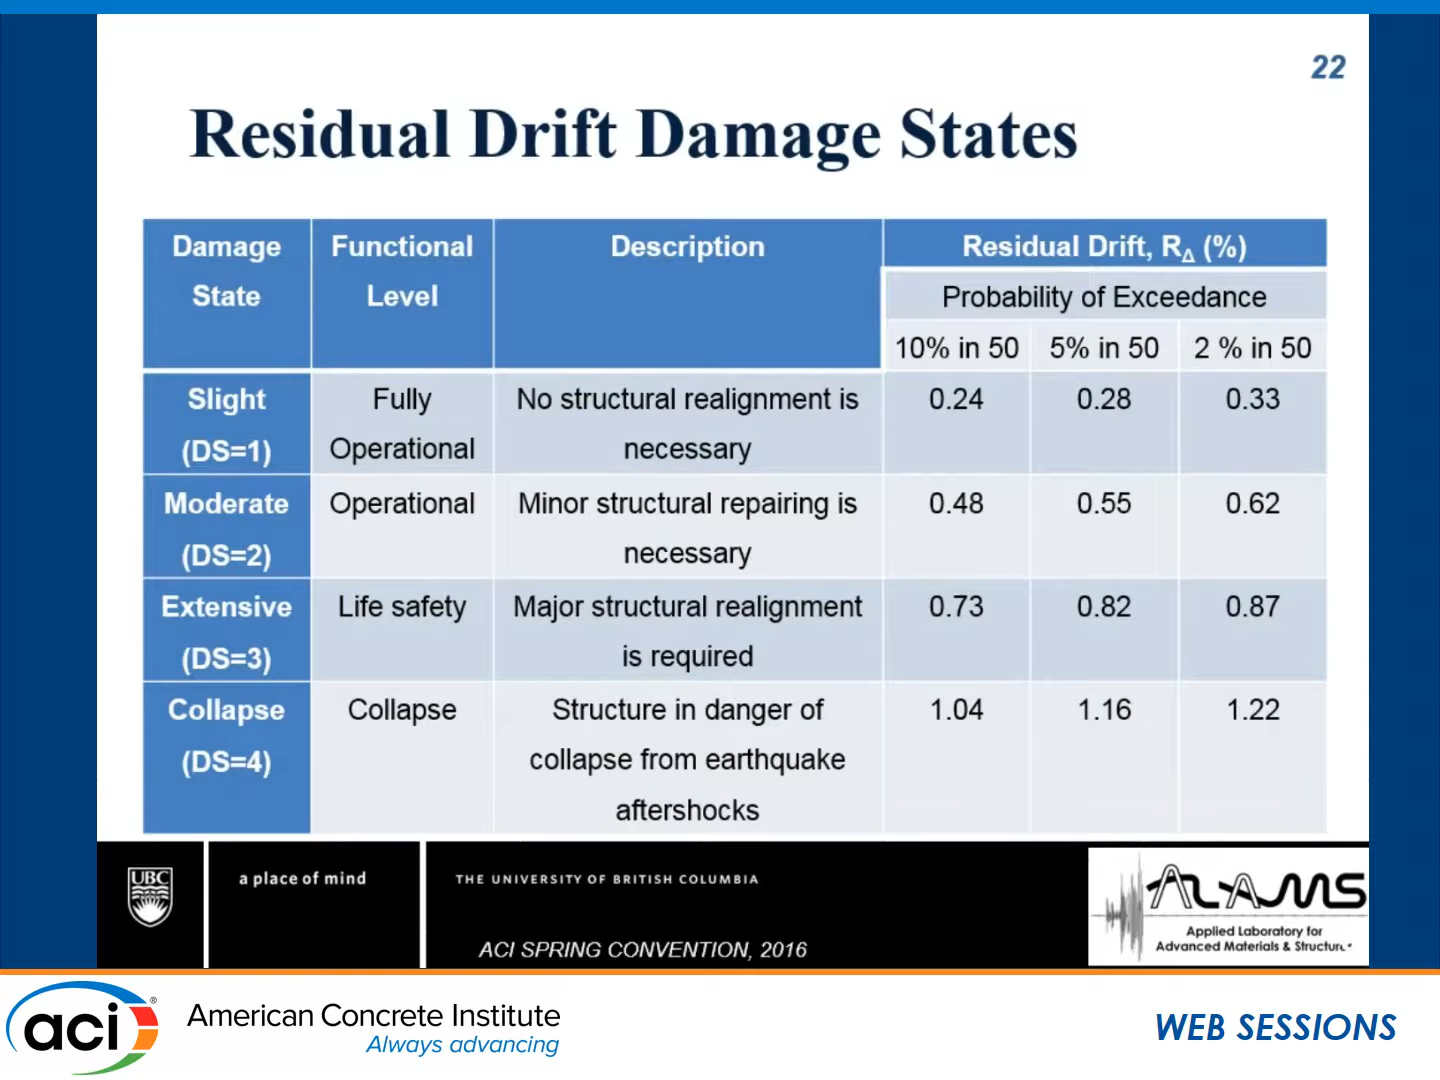 22
Residual Drift Damage States
Damage State
Functional Level
Description
Residual Drift, RΔ (%)
Probability of Exceedance
10% in 50
5% in 50
2 % in 50
Slight (DS=1)
Fully Operational
No structural realignment is necessary
0.24
0.28
0.33
Moderate (DS=2)
Operational
Minor structural repairing is necessary
0.48
0.55
0.62
Extensive (DS=3)
Life safety
Major structural realignment is required
0.73
0.82
0.87
Collapse (DS=4)
Collapse
Structure in danger of collapse from earthquake aftershocks
1.04
1.16
1.22
UBC
a place of mind
THE UNIVERSITY OF BRITISH COLUMBIA
ACI SPRING CONVENTION, 2016
ALAMS
Applied Laboratory for
Advanced Materials & Structure
aci®
American Concrete Institute
Always advancing
WEB SESSIONS